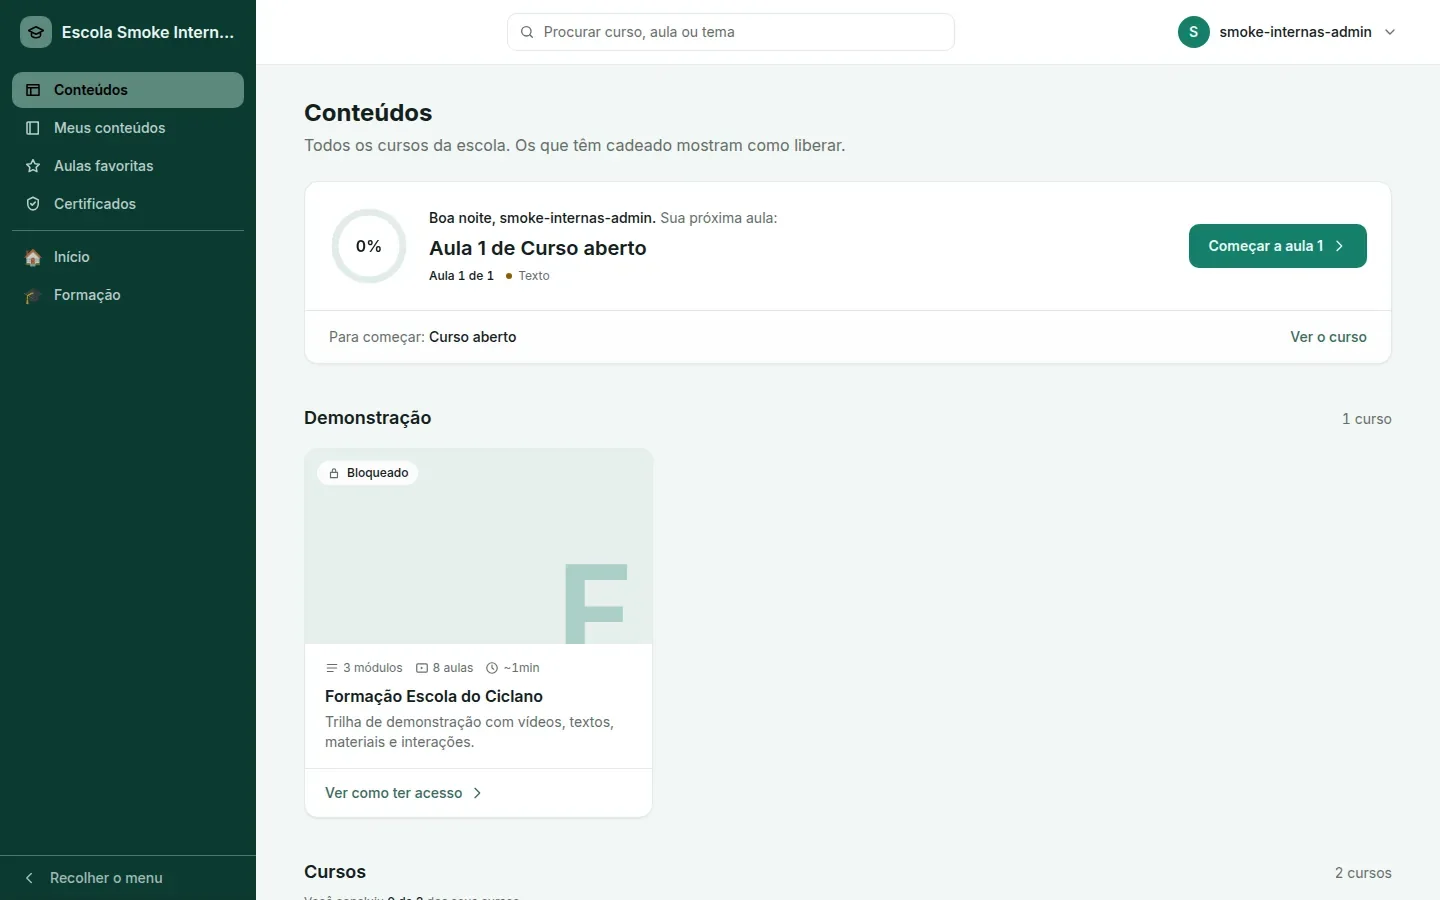 Escola Smoke Intern...
Procurar curso, aula ou tema
S
smoke-internas-admin
Conteúdos
Meus conteúdos
Aulas favoritas
Certificados
Início
Formação
Recolher o menu
Conteúdos
Todos os cursos da escola. Os que têm cadeado mostram como liberar.
0%
Boa noite, smoke-internas-admin. Sua próxima aula:
Aula 1 de Curso aberto
Aula 1 de 1 • Texto
Começar a aula 1
Para começar: Curso aberto
Ver o curso
Demonstração
1 curso
Bloqueado
F
3 módulos 8 aulas ~1min
Formação Escola do Ciclano
Trilha de demonstração com vídeos, textos,
materiais e interações.
Ver como ter acesso
Cursos
2 cursos